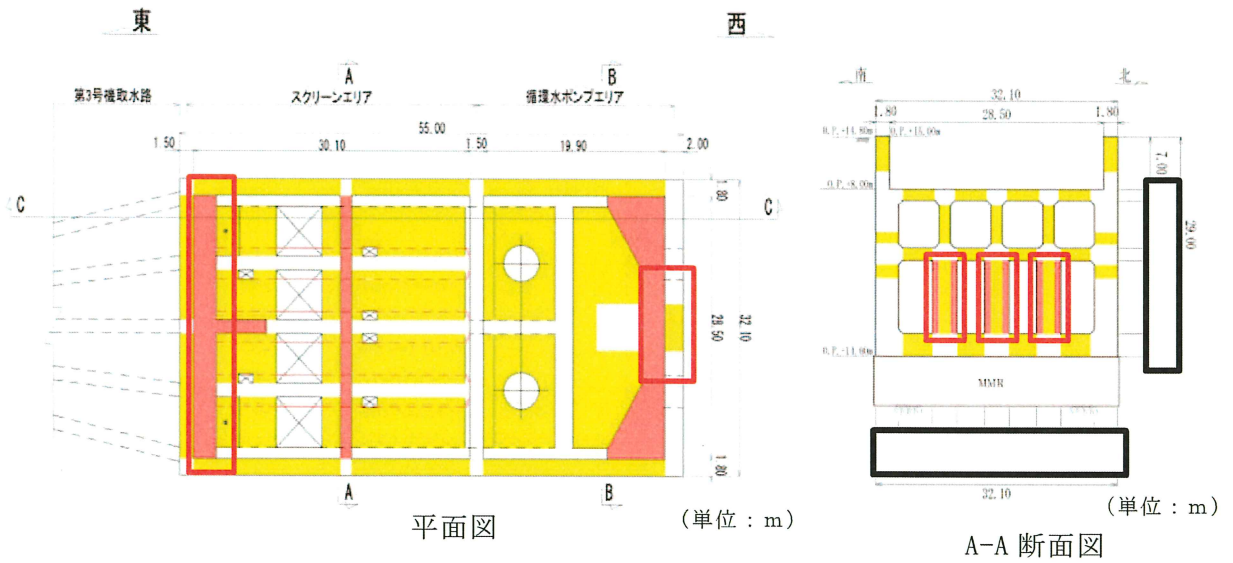 東
西
A
B
第3号機取水路
スクリーンエリア
循環水ポンプエリア
55.00
1.50
30.10
1.50
19.90
2.00
C
C
1.80
28.50
32.10
1.80
A
B
平面図
(単位：m)
南
北
32.10
1.80
28.50
1.80
O.P.+14.80m
O.P.+15.00m
7.00
O.P.+8.00m
29.00
MMR
32.10
(単位：m)
A-A 断面図